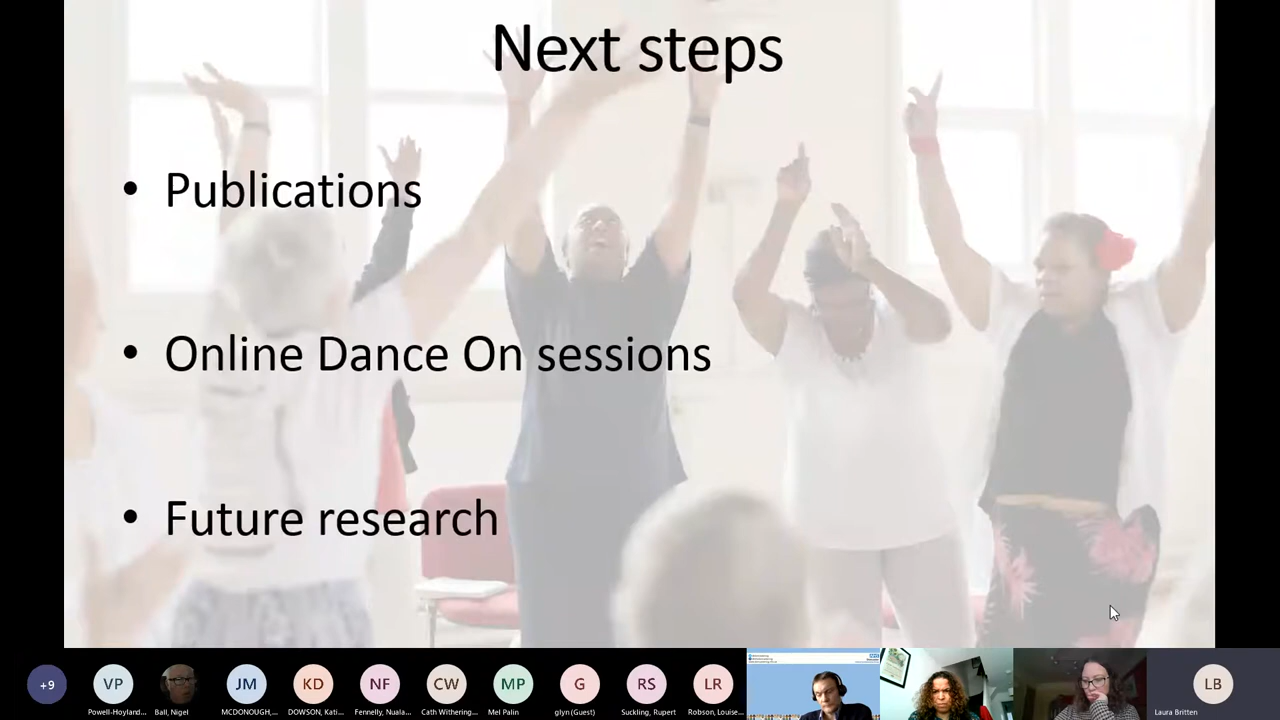 Next steps
• Publications
• Online Dance On sessions
• Future research
+9
VP
JM
KD
NF
CW
MP
G
RS
LR
NHS
LB
Powell-Hoyland...
Ball, Nigel
MCDONOUGH,...
DOWSON, Kati...
Fennelly, Nuala...
Cath Withering...
Mel Palin
glyn (Guest)
Suckling, Rupert
Robson, Louise...
Laura Britten